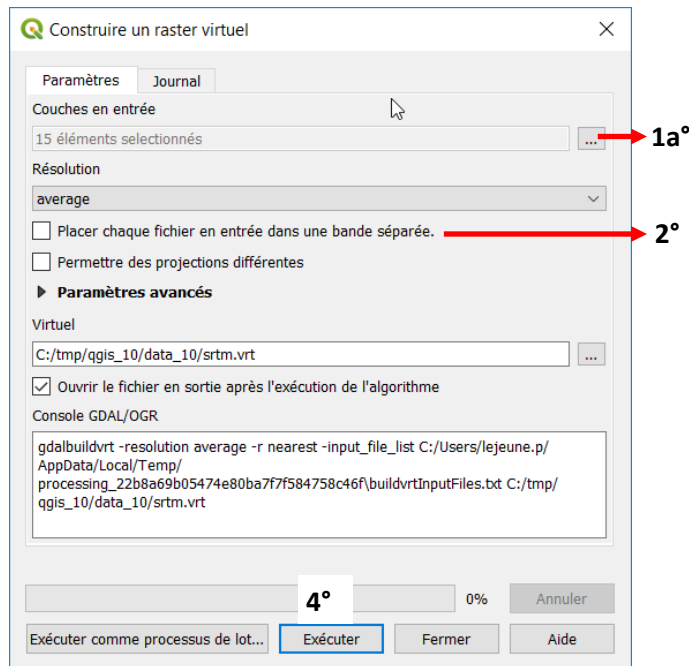 Construire un raster virtuel
Paramètres Journal
Couches en entrée
15 éléments selectionnés ... 1a°
Résolution
average
Placer chaque fichier en entrée dans une bande séparée. 2°
Permettre des projections différentes
Paramètres avancés
Virtuel
C:/tmp/qgis_10/data_10/srtm.vrt ...
Ouvrir le fichier en sortie après l'exécution de l'algorithme
Console GDAL/OGR
gdalbuildvrt -resolution average -r nearest -input_file_list C:/Users/lejeune.p/
AppData/Local/Temp/
processing_22b8a69b05474e80ba7f7f584758c46f\buildvrtInputFiles.txt C:/tmp/
qgis_10/data_10/srtm.vrt
4° 0% Annuler
Exécuter comme processus de lot... Exécuter Fermer Aide